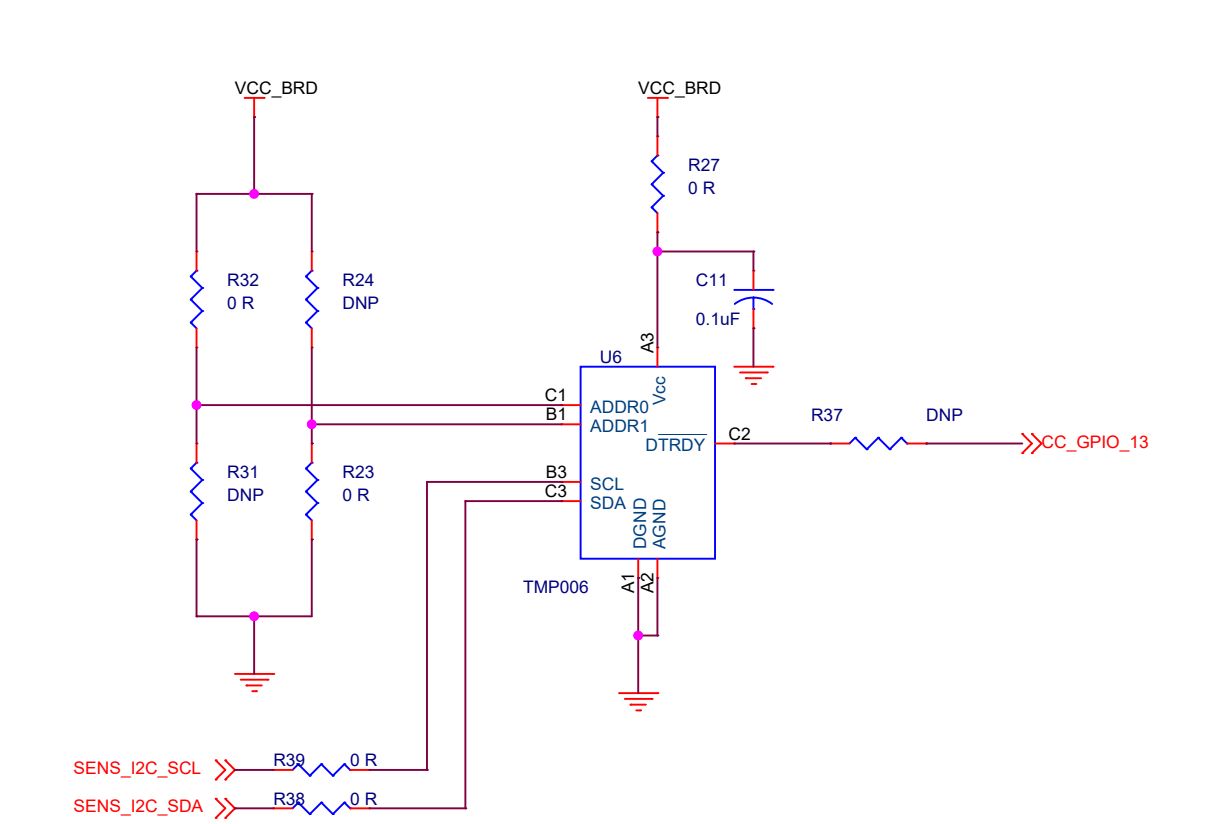 VCC_BRD
VCC_BRD
R27
0 R
R32
0 R
R24
DNP
C11
0.1uF
A3
U6
Vcc
C1
ADDR0
B1
ADDR1
C2
DTRDY
R37
DNP
CC_GPIO_13
R31
DNP
R23
0 R
B3
SCL
C3
SDA
DGND
AGND
A1
A2
TMP006
SENS_I2C_SCL
R39
0 R
SENS_I2C_SDA
R38
0 R